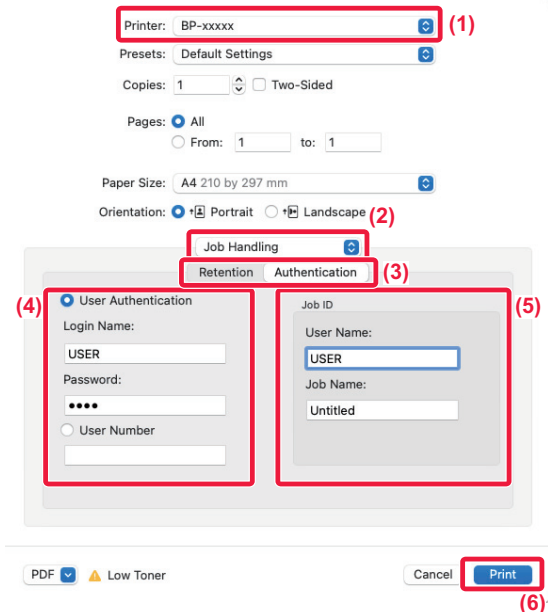 Printer: BP-xxxxx (1)
Presets: Default Settings
Copies: 1 Two-Sided
Pages: All
From: 1 to: 1
Paper Size: A4 210 by 297 mm
Orientation: Portrait Landscape (2)
Job Handling
Retention Authentication (3)
(4) User Authentication
Login Name:
USER
Password:
••••
User Number
Job ID (5)
User Name:
USER
Job Name:
Untitled
PDF Low Toner Cancel Print
(6)